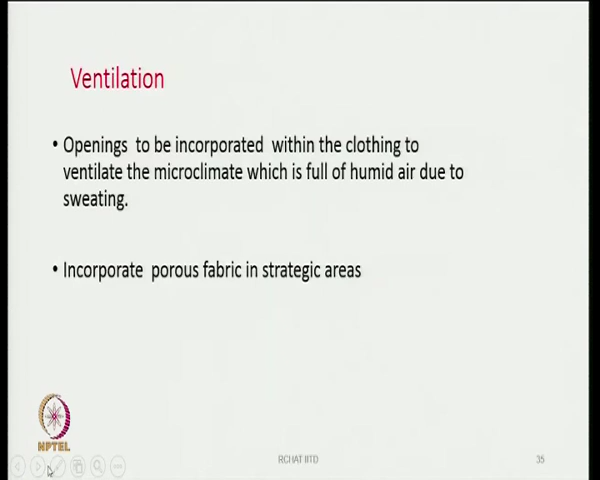 Ventilation
• Openings to be incorporated within the clothing to
ventilate the microclimate which is full of humid air due to
sweating.
• Incorporate porous fabric in strategic areas
NPTEL
RCHAT IITD
35